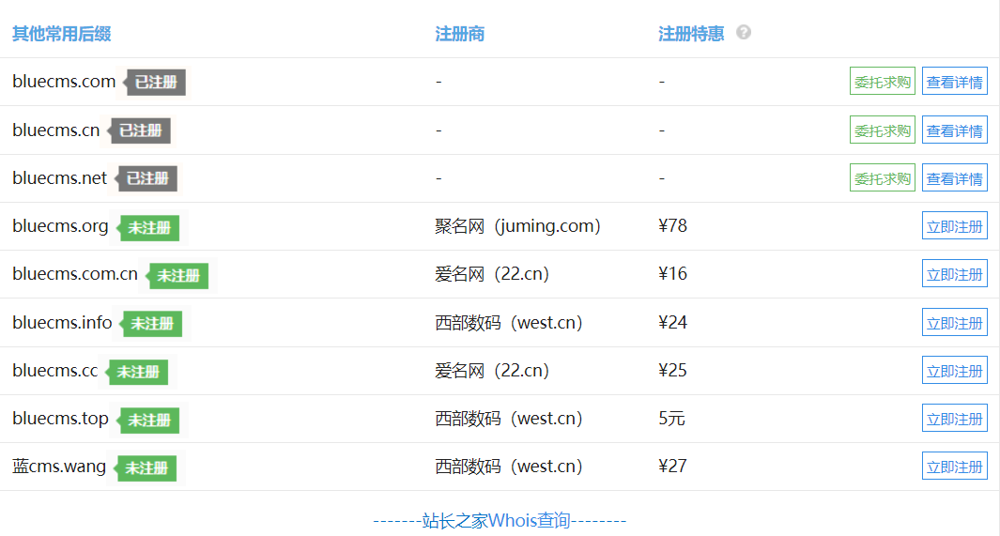 其他常用后缀 注册商 注册特惠 ?
bluecms.com 已注册 - - 委托求购 查看详情
bluecms.cn 已注册 - - 委托求购 查看详情
bluecms.net 已注册 - - 委托求购 查看详情
bluecms.org 未注册 聚名网（juming.com） ¥78 立即注册
bluecms.com.cn 未注册 爱名网（22.cn） ¥16 立即注册
bluecms.info 未注册 西部数码（west.cn） ¥24 立即注册
bluecms.cc 未注册 爱名网（22.cn） ¥25 立即注册
bluecms.top 未注册 西部数码（west.cn） 5元 立即注册
蓝cms.wang 未注册 西部数码（west.cn） ¥27 立即注册
-------站长之家Whois查询--------